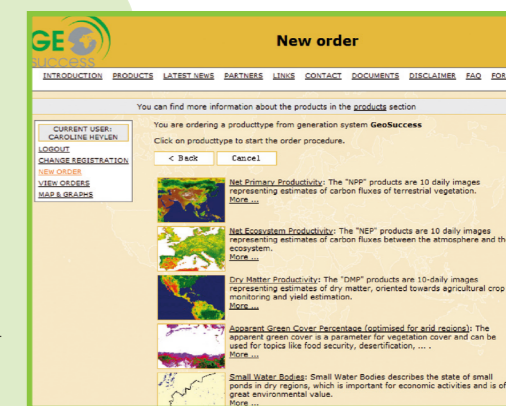 GEO
success
New order
INTRODUCTION PRODUCTS LATEST NEWS PARTNERS LINKS CONTACT DOCUMENTS DISCLAIMER FAQ FOR
You can find more information about the products in the products section
CURRENT USER:
CAROLINE HEYLEN
LOGOUT
CHANGE REGISTRATION
NEW ORDER
VIEW ORDERS
MAP & GRAPHS
You are ordering a producttype from generation system GeoSuccess
Click on producttype to start the order procedure.
< Back Cancel
Net Primary Productivity: The "NPP" products are 10 daily images
representing estimates of carbon fluxes of terrestrial vegetation.
More ...
Net Ecosystem Productivity: The "NEP" products are 10 daily images
representing estimates of carbon fluxes between the atmosphere and th
ecosystem.
More ...
Dry Matter Productivity: The "DMP" products are 10-daily images
representing estimates of dry matter, oriented towards agricultural crop
monitoring and yield estimation.
More ...
Apparent Green Cover Percentage (optimised for arid regions): The
apparent green cover is a parameter for vegetation cover and can be
used for topics like food security, desertification, ... .
More ...
Small Water Bodies: Small Water Bodies describes the state of small
ponds in dry regions, which is important for economic activities and is of
great environmental value.
More ...